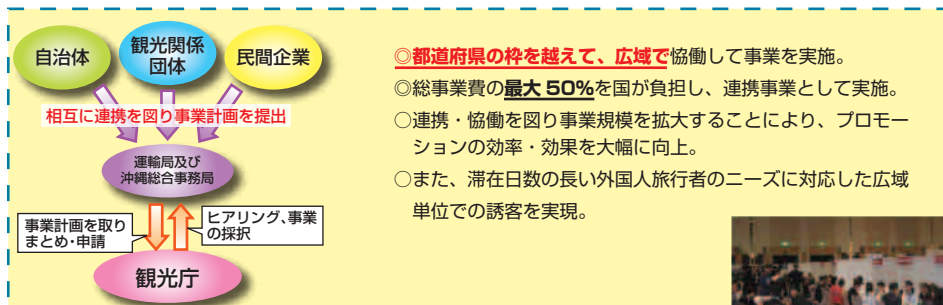 自治体
観光関係
団体
民間企業
相互に連携を図り事業計画を提出
運輸局及び
沖縄総合事務局
事業計画を取り
まとめ・申請
ヒアリング、事業
の採択
観光庁
◎都道府県の枠を越えて、広域で協働して事業を実施。
◎総事業費の最大 50%を国が負担し、連携事業として実施。
○連携・協働を図り事業規模を拡大することにより、プロモー
ションの効率・効果を大幅に向上。
○また、滞在日数の長い外国人旅行者のニーズに対応した広域
単位での誘客を実現。